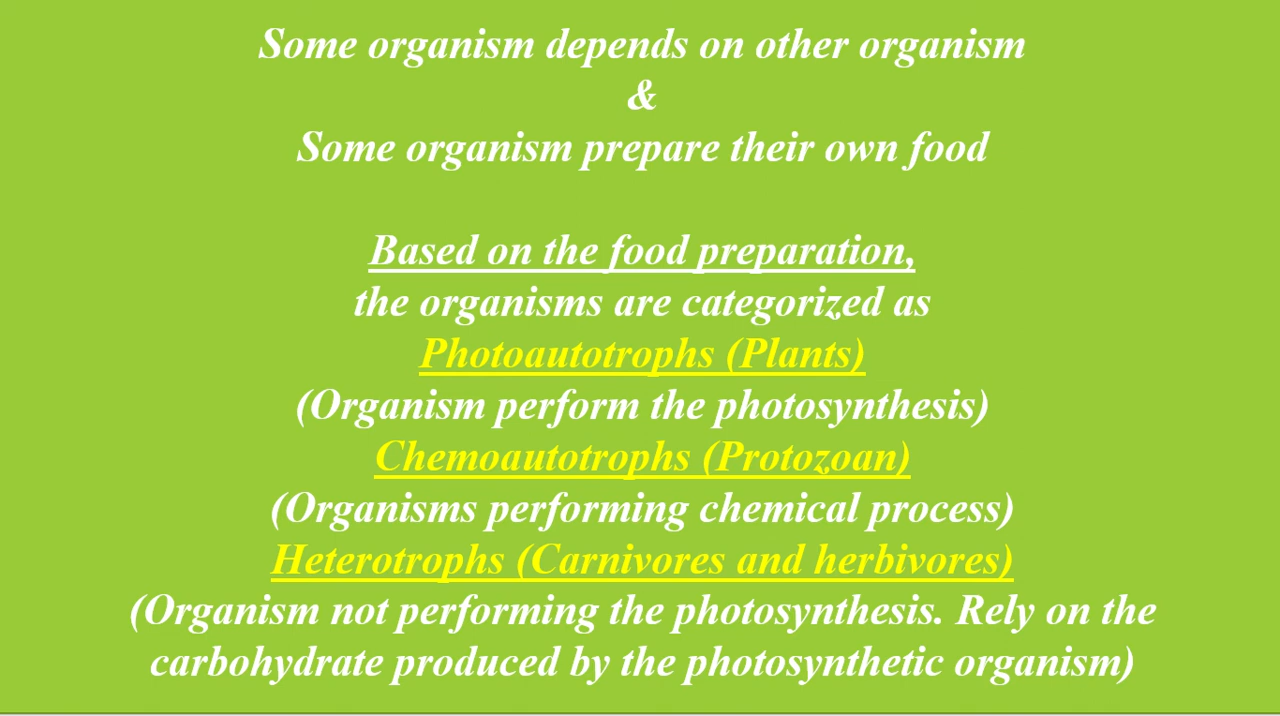 Some organism depends on other organism
&
Some organism prepare their own food
Based on the food preparation,
the organisms are categorized as
Photoautotrophs (Plants)
(Organism perform the photosynthesis)
Chemoautotrophs (Protozoan)
(Organisms performing chemical process)
Heterotrophs (Carnivores and herbivores)
(Organism not performing the photosynthesis. Rely on the
carbohydrate produced by the photosynthetic organism)